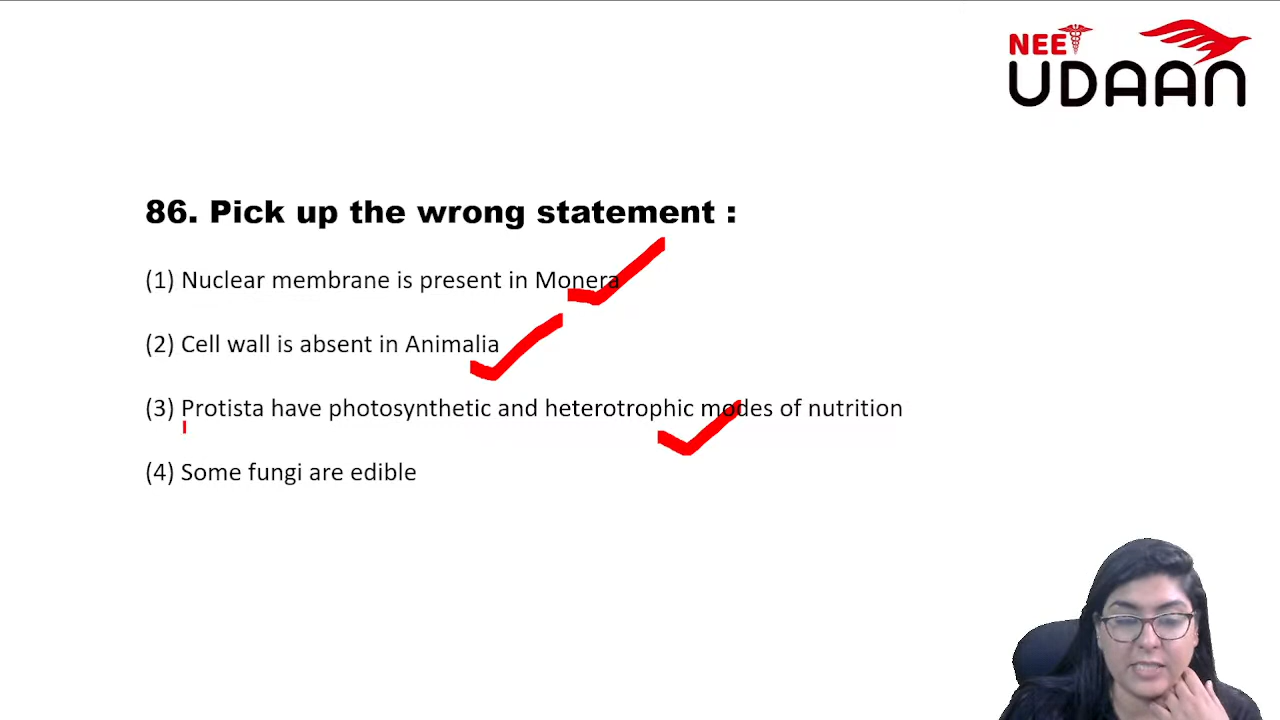 NEET
UDAAN
86. Pick up the wrong statement :
(1) Nuclear membrane is present in Monera
(2) Cell wall is absent in Animalia
(3) Protista have photosynthetic and heterotrophic modes of nutrition
(4) Some fungi are edible